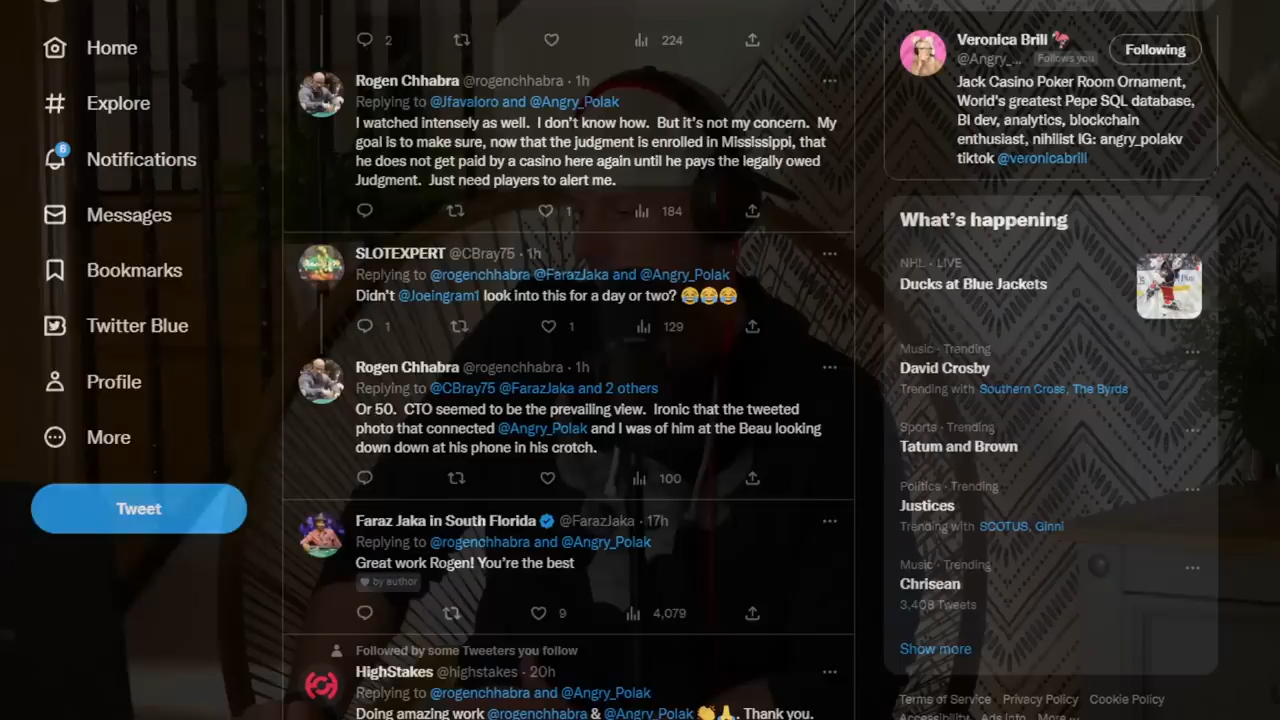 Home
Explore
6
Notifications
Messages
Bookmarks
Twitter Blue
Profile
More
Tweet
2
224
Rogen Chhabra @rogenchhabra · 1h
Replying to @Jfavaloro and @Angry_Polak
I watched intensely as well. I don't know how. But it's not my concern. My
goal is to make sure, now that the judgment is enrolled in Mississippi, that
he does not get paid by a casino here again until he pays the legally owed
Judgment. Just need players to alert me.
1
184
SLOTEXPERT @CBray75 · 1h
Replying to @rogenchhabra @FarazJaka and @Angry_Polak
Didn't @Joeingram1 look into this for a day or two? 😂😂😂
1
1
129
Rogen Chhabra @rogenchhabra · 1h
Replying to @CBray75 @FarazJaka and 2 others
Or 50. CTO seemed to be the prevailing view. Ironic that the tweeted
photo that connected @Angry_Polak and I was of him at the Beau looking
down down at his phone in his crotch.
100
Faraz Jaka in South Florida @FarazJaka · 17h
Replying to @rogenchhabra and @Angry_Polak
Great work Rogen! You're the best
by author
9
4,079
Followed by some Tweeters you follow
HighStakes @highstakes · 20h
Replying to @rogenchhabra and @Angry_Polak
Doing amazing work @rogenchhabra & @Angry_Polak 👏🙏. Thank you.
Veronica Brill 🦩
@Angry_... Follows you
Following
Jack Casino Poker Room Ornament,
World's greatest Pepe SQL database,
BI dev, analytics, blockchain
enthusiast, nihilist IG: angry_polakv
tiktok @veronicabrill
What's happening
NHL · LIVE
Ducks at Blue Jackets
Music · Trending
David Crosby
Trending with Southern Cross, The Byrds
Sports · Trending
Tatum and Brown
Politics · Trending
Justices
Trending with SCOTUS, Ginni
Music · Trending
Chrisean
3,408 Tweets
Show more
Terms of Service Privacy Policy Cookie Policy
Accessibility Ads info More ...